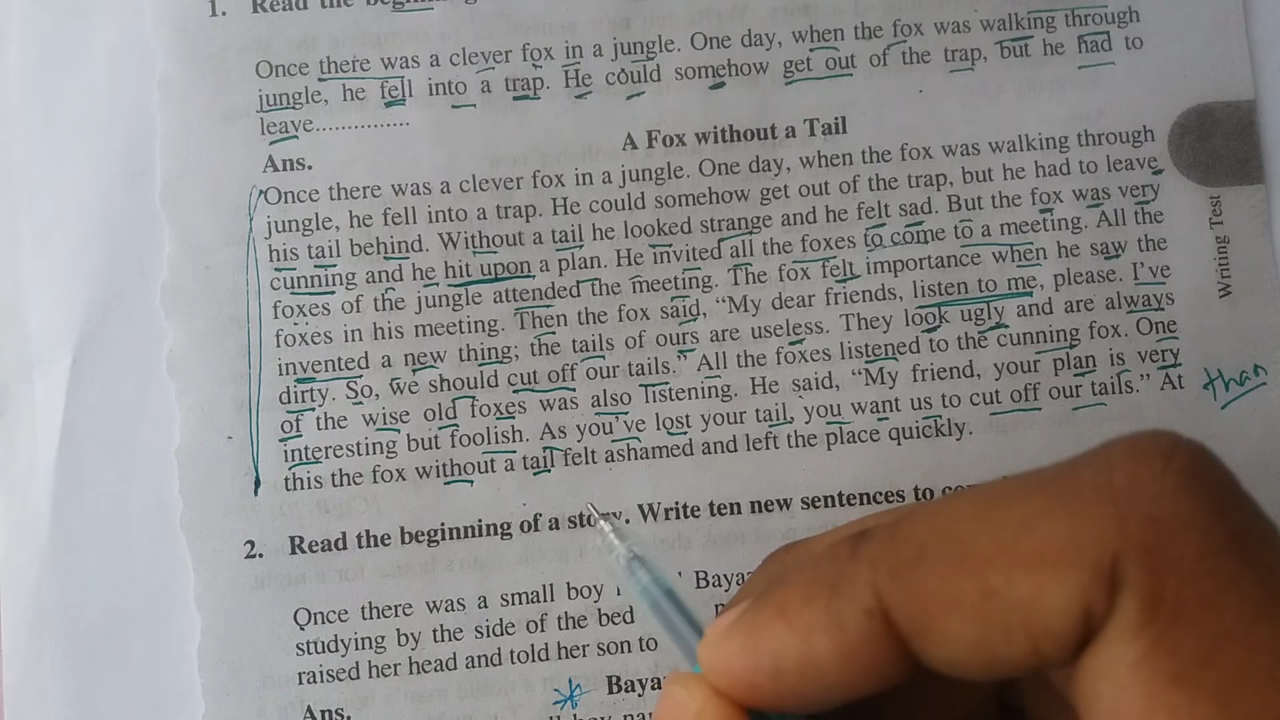 1. Read the
Once there was a clever fox in a jungle. One day, when the fox was walking through
jungle, he fell into a trap. He could somehow get out of the trap, but he had to
leave...............
A Fox without a Tail
Ans.
Once there was a clever fox in a jungle. One day, when the fox was walking through
jungle, he fell into a trap. He could somehow get out of the trap, but he had to leave
his tail behind. Without a tail he looked strange and he felt sad. But the fox was very
cunning and he hit upon a plan. He invited all the foxes to come to a meeting. All the
foxes of the jungle attended the meeting. The fox felt importance when he saw the
foxes in his meeting. Then the fox said, “My dear friends, listen to me, please. I’ve
invented a new thing; the tails of ours are useless. They look ugly and are always
dirty. So, we should cut off our tails.” All the foxes listened to the cunning fox. One
of the wise old foxes was also listening. He said, “My friend, your plan is very
interesting but foolish. As you’ve lost your tail, you want us to cut off our tails.” At
this the fox without a tail felt ashamed and left the place quickly.
than
Writing Test
2. Read the beginning of a story. Write ten new sentences to
Once there was a small boy
studying by the side of the bed
raised her head and told her son to
Ans.